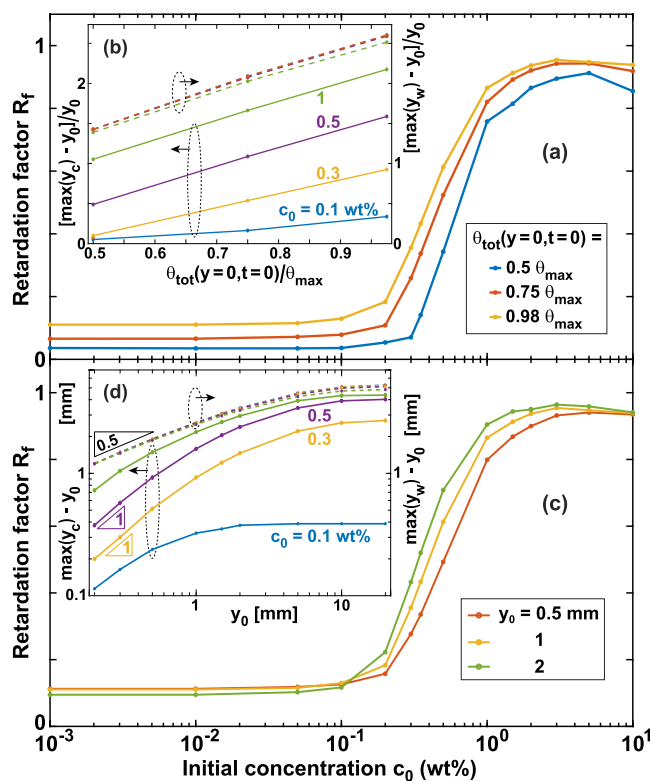 (b)
[max(y_c) - y_0]/y_0
2
1
0
1
0.5
0.3
c_0 = 0.1 wt%
[max(y_w) - y_0]/y_0
2
1
0
0.5 0.6 0.7 0.8 0.9
θ_tot(y=0,t=0)/θ_max
Retardation factor R_f
1
0
(a)
θ_tot(y=0,t=0) =
0.5 θ_max
0.75 θ_max
0.98 θ_max
(d)
max(y_c) - y_0 [mm]
1
0.1
0.5
1
1
0.5
0.3
c_0 = 0.1 wt%
max(y_w) - y_0 [mm]
1 10
y_0 [mm]
Retardation factor R_f
1
0
(c)
y_0 = 0.5 mm
1
2
10^-3 10^-2 10^-1 10^0 10^1
Initial concentration c_0 (wt%)